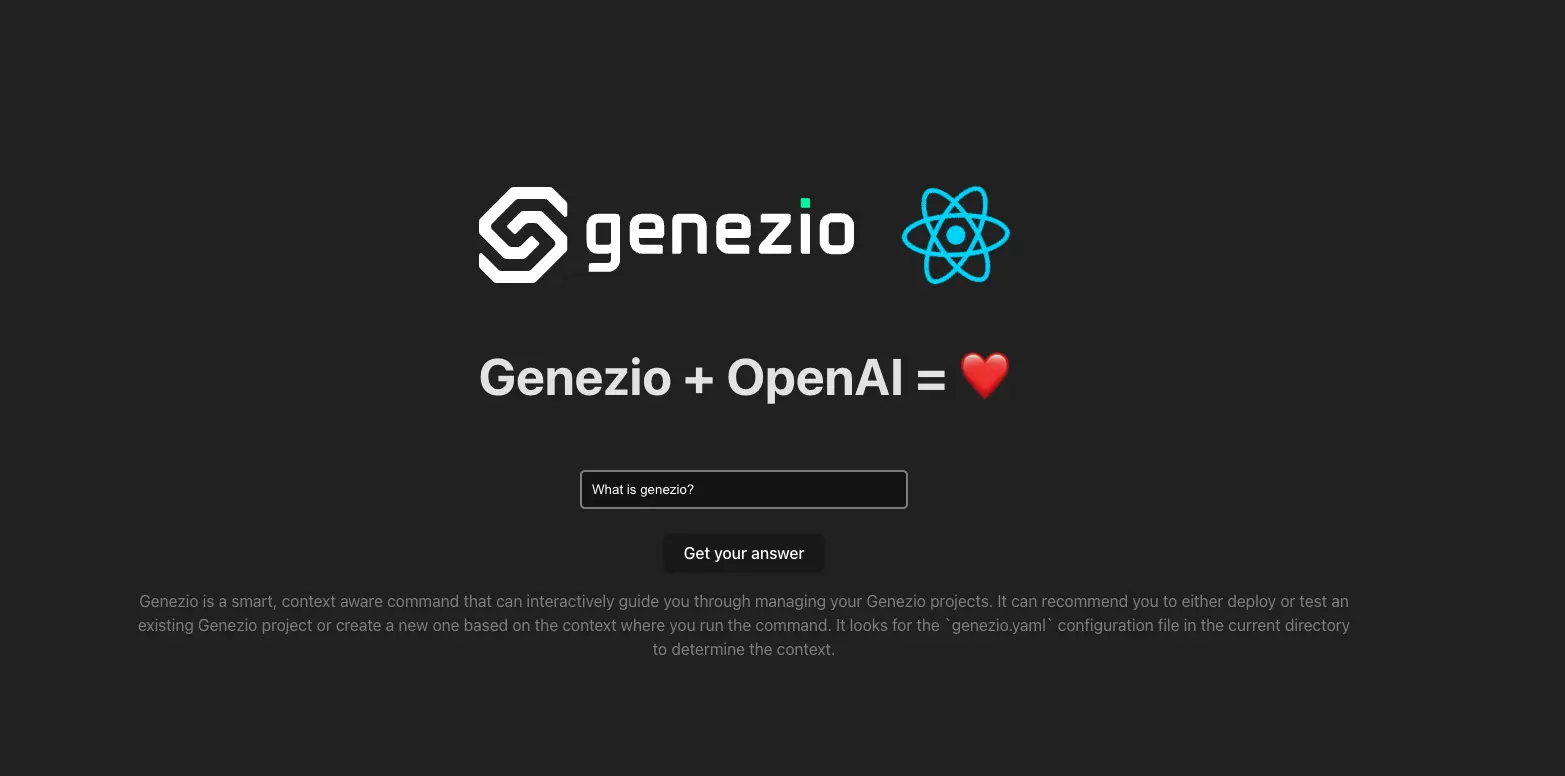 genezio
Genezio + OpenAI = ❤️
What is genezio?
Get your answer
Genezio is a smart, context aware command that can interactively guide you through managing your Genezio projects. It can recommend you to either deploy or test an
existing Genezio project or create a new one based on the context where you run the command. It looks for the `genezio.yaml` configuration file in the current directory
to determine the context.